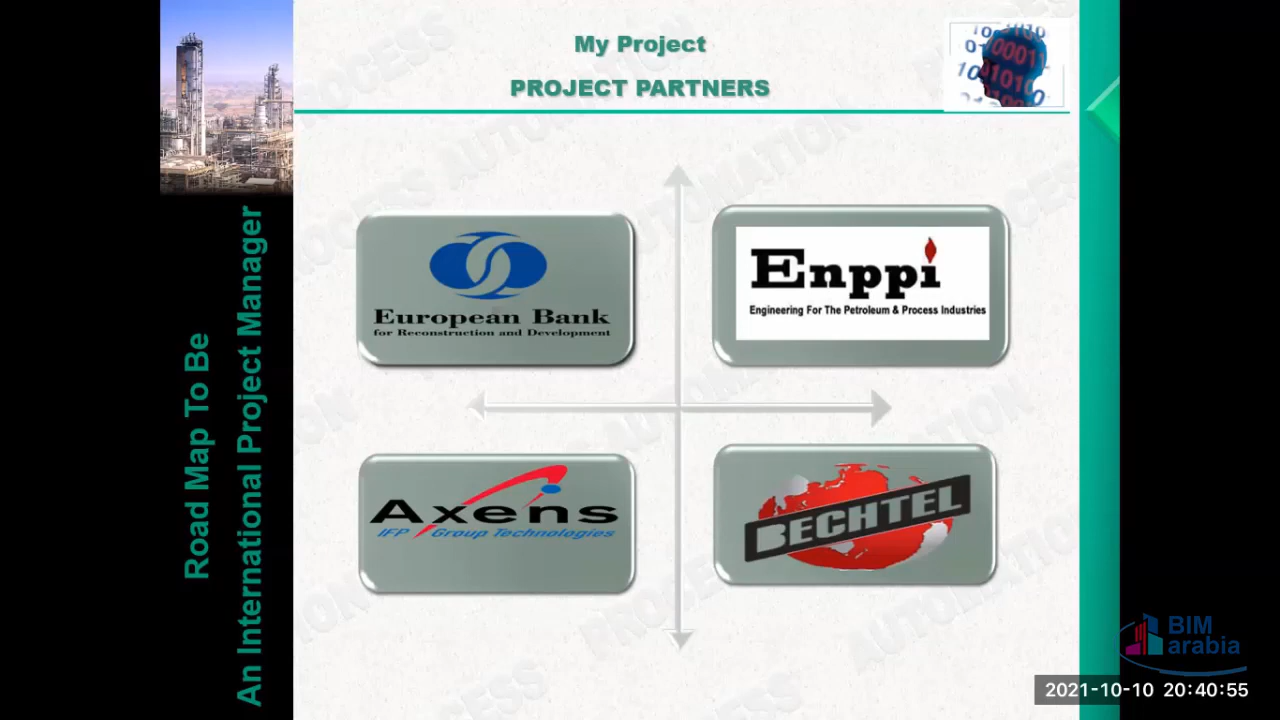 My Project
PROJECT PARTNERS
Road Map To Be
An International Project Manager
European Bank
for Reconstruction and Development
Enppi
Engineering For The Petroleum & Process Industries
Axens
IFP Group Technologies
BECHTEL
BIM
arabia
2021-10-10 20:40:55